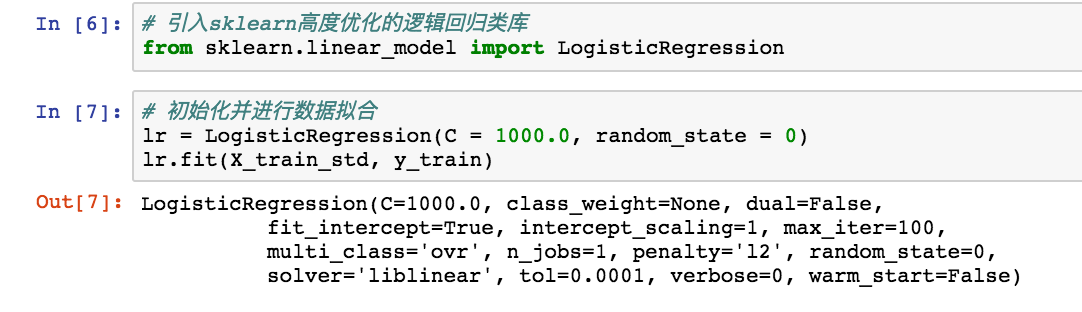 In [6]: # 引入sklearn高度优化的逻辑回归类库
from sklearn.linear_model import LogisticRegression
In [7]: # 初始化并进行数据拟合
lr = LogisticRegression(C = 1000.0, random_state = 0)
lr.fit(X_train_std, y_train)
Out[7]: LogisticRegression(C=1000.0, class_weight=None, dual=False,
fit_intercept=True, intercept_scaling=1, max_iter=100,
multi_class='ovr', n_jobs=1, penalty='l2', random_state=0,
solver='liblinear', tol=0.0001, verbose=0, warm_start=False)